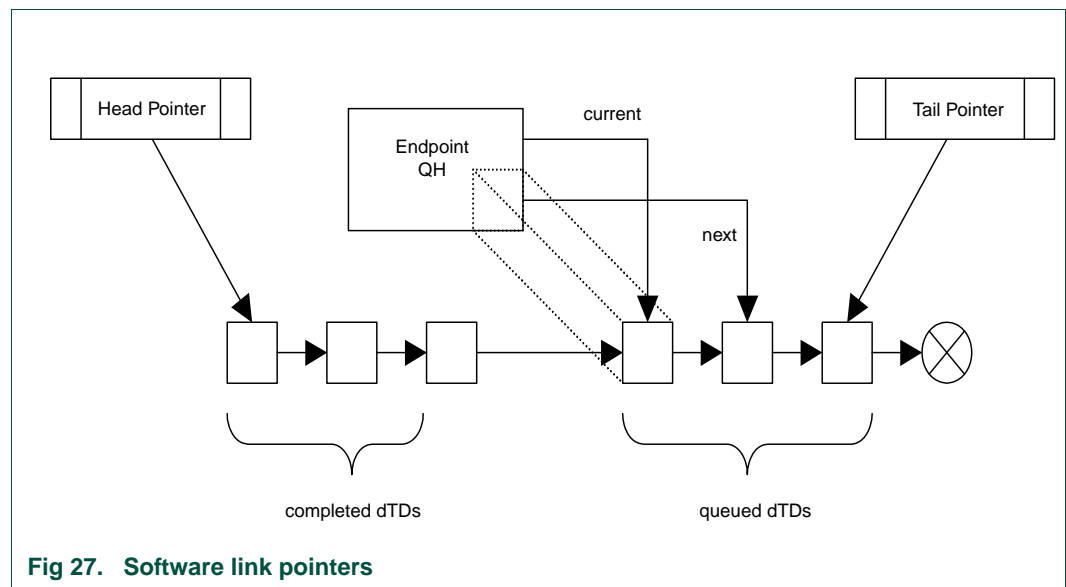 Head Pointer
Endpoint
QH
current
Tail Pointer
next
completed dTDs
queued dTDs
Fig 27. Software link pointers